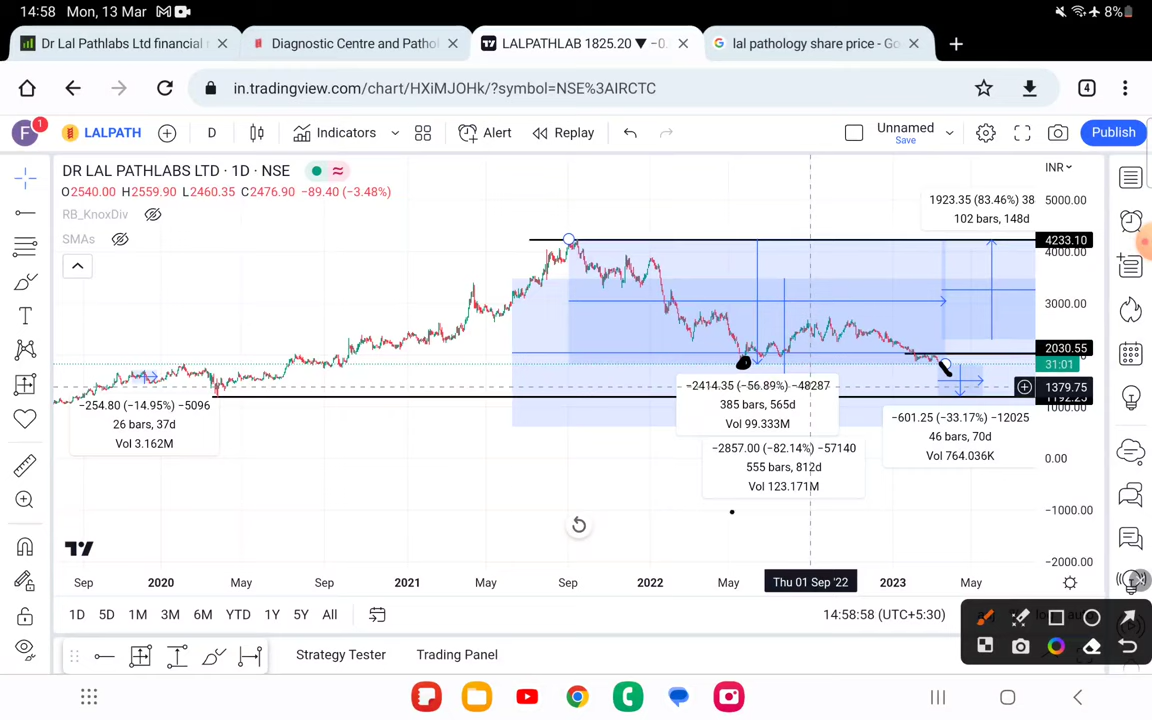 14:58 Mon, 13 Mar 8%
Dr Lal Pathlabs Ltd financial
Diagnostic Centre and Pathol
LALPATHLAB 1825.20 ▼ −0.
lal pathology share price - Go
in.tradingview.com/chart/HXiMJOHk/?symbol=NSE%3AIRCTC
4
F 1 LALPATH D Indicators Alert Replay Unnamed Save Publish
DR LAL PATHLABS LTD · 1D · NSE
INR
O2540.00 H2559.90 L2460.35 C2476.90 −89.40 (−3.48%)
RB_KnoxDiv
SMAs
1923.35 (83.46%) 38
102 bars, 148d
5000.00
4233.10
4000.00
3000.00
2030.55
31:01
1379.75
1192.25
1000.00
0.00
−1000.00
−2000.00
−254.80 (−14.95%) −5096
26 bars, 37d
Vol 3.162M
−2414.35 (−56.89%) −48287
385 bars, 565d
Vol 99.333M
−2857.00 (−82.14%) −57140
555 bars, 812d
Vol 123.171M
−601.25 (−33.17%) −12025
46 bars, 70d
Vol 764.036K
Sep 2020 May Sep 2021 May Sep 2022 May Thu 01 Sep '22 2023 May
1D 5D 1M 3M 6M YTD 1Y 5Y All 14:58:58 (UTC+5:30)
Strategy Tester Trading Panel